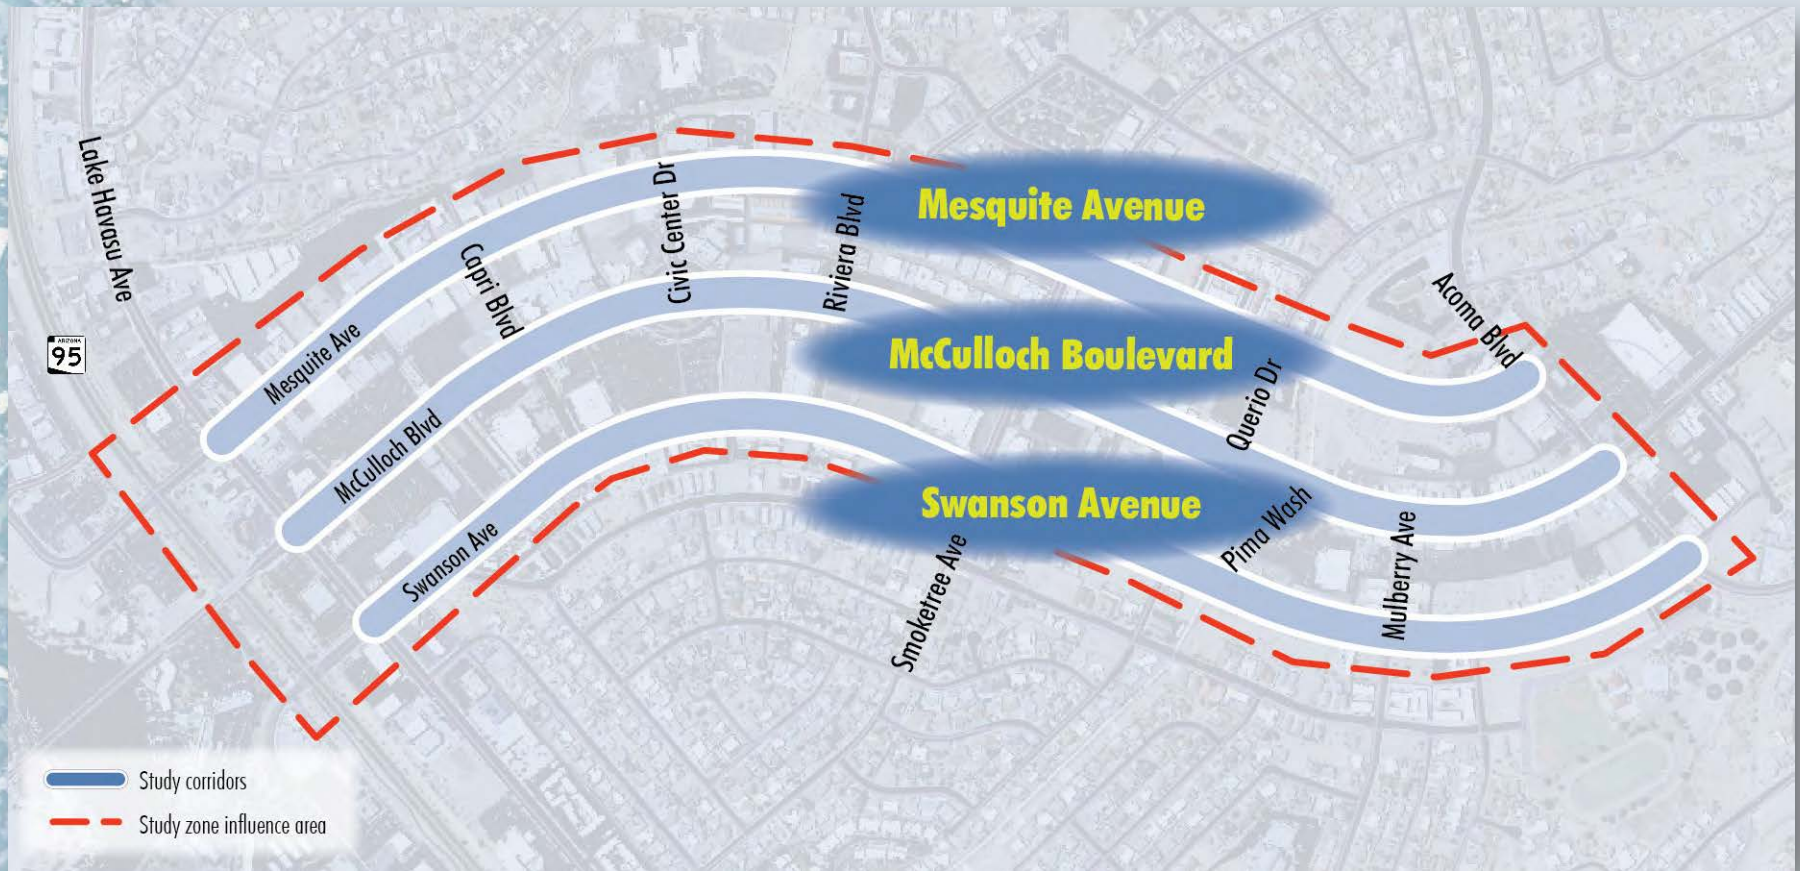 Lake Havasu Ave
ARIZONA
95
Mesquite Ave
McCulloch Blvd
Swanson Ave
Capri Blvd
Civic Center Dr
Riviera Blvd
Mesquite Avenue
McCulloch Boulevard
Swanson Avenue
Smoketree Ave
Querio Dr
Pima Wash
Mulberry Ave
Acoma Blvd
Study corridors
Study zone influence area